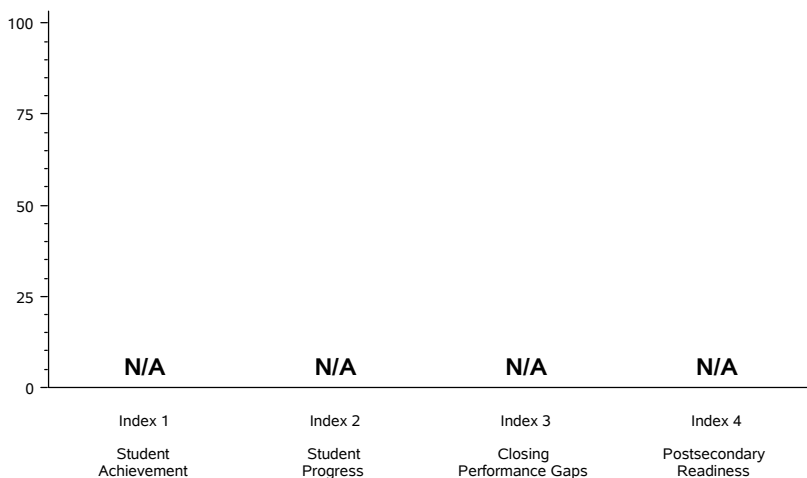 100
75
50
25
0
N/A N/A N/A N/A
Index 1 Index 2 Index 3 Index 4
Student Student Closing Postsecondary
Achievement Progress Performance Gaps Readiness